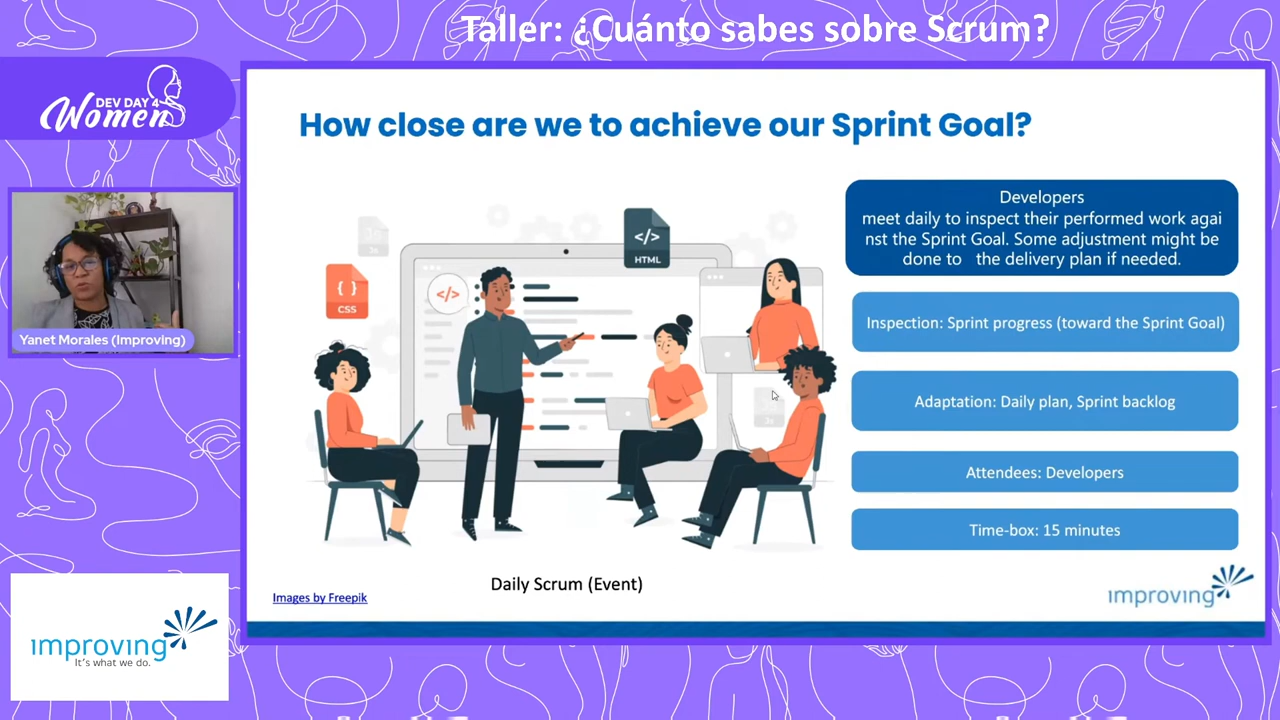 Taller: ¿Cuánto sabes sobre Scrum?
DEV DAY 4
Women
Yanet Morales (Improving)
improving
It's what we do.
How close are we to achieve our Sprint Goal?
CSS
HTML
Daily Scrum (Event)
Images by Freepik
Developers
meet daily to inspect their performed work agai
nst the Sprint Goal. Some adjustment might be
done to the delivery plan if needed.
Inspection: Sprint progress (toward the Sprint Goal)
Adaptation: Daily plan, Sprint backlog
Attendees: Developers
Time-box: 15 minutes
improving